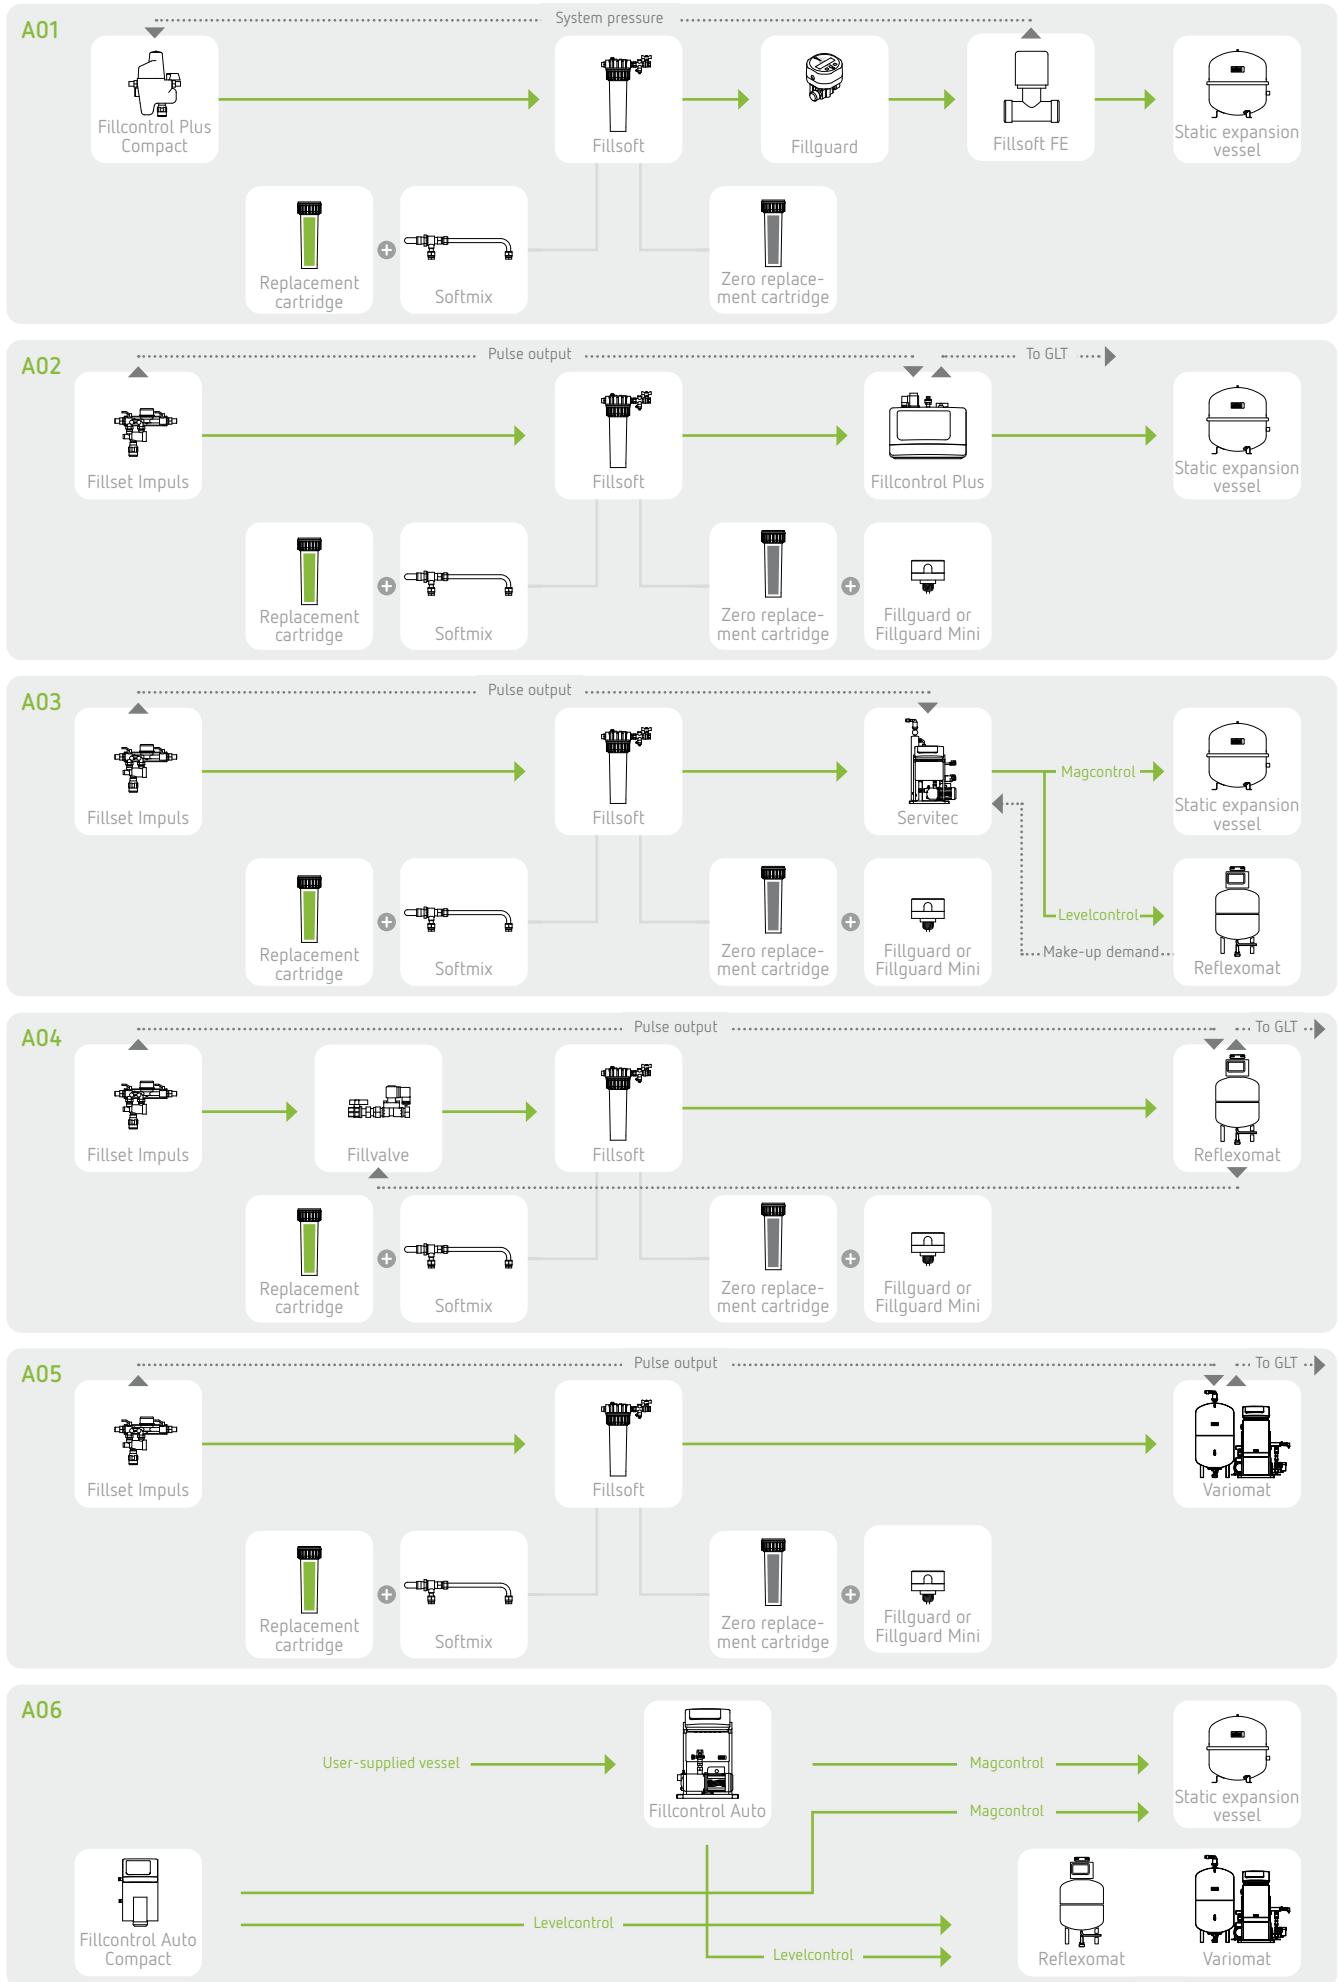 A01
System pressure
Fillcontrol Plus
Compact
Fillsoft
Fillguard
Fillsoft FE
Static expansion
vessel
Replacement
cartridge
Softmix
Zero replace-
ment cartridge
A02
Pulse output
To GLT
Fillset Impuls
Fillsoft
Fillcontrol Plus
Static expansion
vessel
Replacement
cartridge
Softmix
Zero replace-
ment cartridge
Fillguard or
Fillguard Mini
A03
Pulse output
Fillset Impuls
Fillsoft
Servitec
Magcontrol
Static expansion
vessel
Levelcontrol
Make-up demand
Reflexomat
Replacement
cartridge
Softmix
Zero replace-
ment cartridge
Fillguard or
Fillguard Mini
A04
Pulse output
To GLT
Fillset Impuls
Fillvalve
Fillsoft
Reflexomat
Replacement
cartridge
Softmix
Zero replace-
ment cartridge
Fillguard or
Fillguard Mini
A05
Pulse output
To GLT
Fillset Impuls
Fillsoft
Variomat
Replacement
cartridge
Softmix
Zero replace-
ment cartridge
Fillguard or
Fillguard Mini
A06
User-supplied vessel
Fillcontrol Auto
Magcontrol
Magcontrol
Static expansion
vessel
Fillcontrol Auto
Compact
Levelcontrol
Levelcontrol
Reflexomat
Variomat